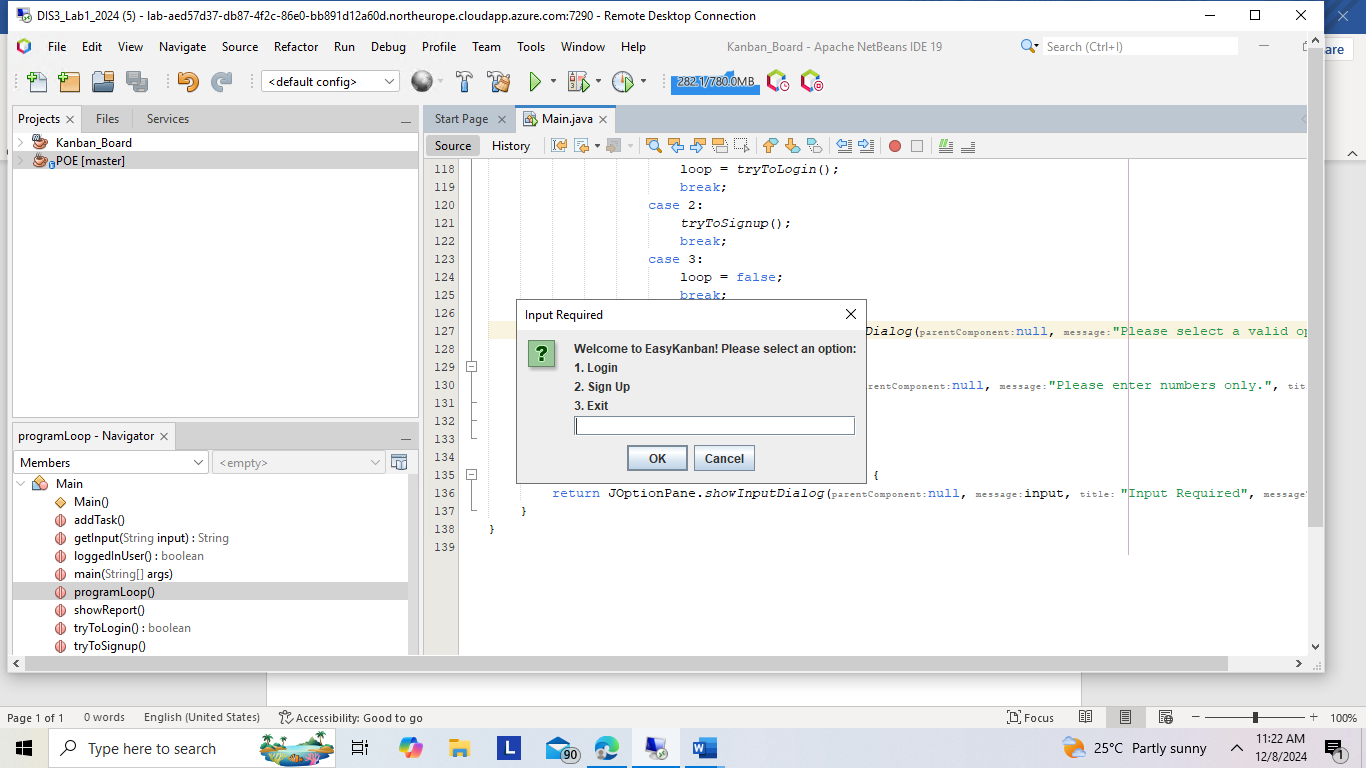 DIS3_Lab1_2024 (5) - lab-aed57d37-db87-4f2c-86e0-bb891d12a60d.northeurope.cloudapp.azure.com:7290 - Remote Desktop Connection
File Edit View Navigate Source Refactor Run Debug Profile Team Tools Window Help Kanban_Board - Apache NetBeans IDE 19 Search (Ctrl+I)
<default config> 282.1/780.0MB
Projects Files Services
Kanban_Board
POE [master]
programLoop - Navigator
Members <empty>
Main
Main()
addTask()
getInput(String input) : String
loggedInUser() : boolean
main(String[] args)
programLoop()
showReport()
tryToLogin() : boolean
tryToSignup()
Start Page Main.java
Source History
118 loop = tryToLogin();
119 break;
120 case 2:
121 tryToSignup();
122 break;
123 case 3:
124 loop = false;
125 break;
126
127 Dialog(parentComponent:null, message:"Please select a valid op
128
129
130 null, message:"Please enter numbers only.",
131
132
133
134
135 {
136 return JOptionPane.showInputDialog(parentComponent:null, message:input, title: "Input Required",
137 }
138 }
139
Input Required
Welcome to EasyKanban! Please select an option:
1. Login
2. Sign Up
3. Exit
OK Cancel
Page 1 of 1 0 words English (United States) Accessibility: Good to go Focus 100%
Type here to search L 90 25°C Partly sunny 11:22 AM
12/8/2024 1